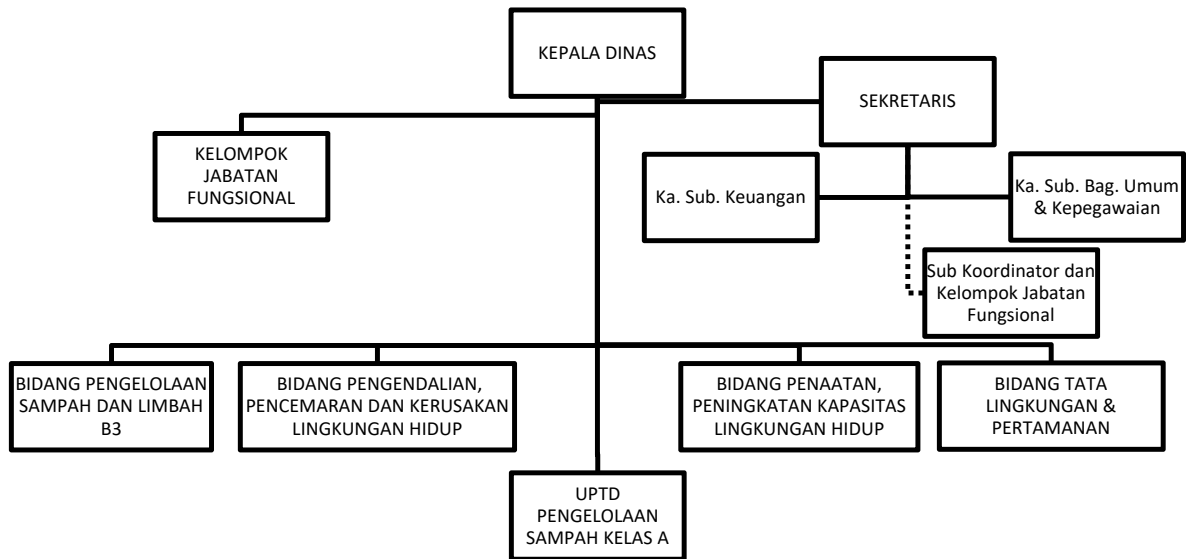 KEPALA DINAS
SEKRETARIS
KELOMPOK
JABATAN
FUNGSIONAL
Ka. Sub. Keuangan
Ka. Sub. Bag. Umum
& Kepegawaian
Sub Koordinator dan
Kelompok Jabatan
Fungsional
BIDANG PENGELOLAAN
SAMPAH DAN LIMBAH
B3
BIDANG PENGENDALIAN,
PENCEMARAN DAN KERUSAKAN
LINGKUNGAN HIDUP
BIDANG PENAATAN,
PENINGKATAN KAPASITAS
LINGKUNGAN HIDUP
BIDANG TATA
LINGKUNGAN &
PERTAMANAN
UPTD
PENGELOLAAN
SAMPAH KELAS A